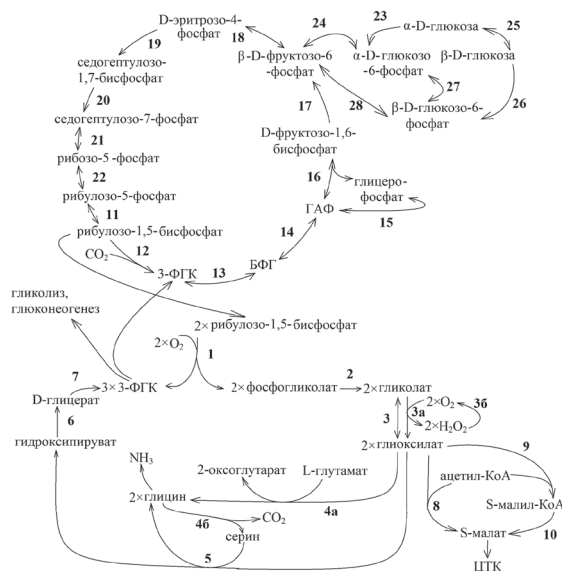 D-эритрозо-4-
фосфат
19
18
24
23
α-D-глюкоза
25
седогептулозо-
1,7-бисфосфат
β-D-фруктозо-6
-фосфат
α-D-глюкозо
-6-фосфат
β-D-глюкоза
20
17
28
27
26
седогептулозо-7-фосфат
β-D-глюкозо-6-
фосфат
21
D-фруктозо-1,6-
бисфосфат
рибозо-5-фосфат
22
16
глицеро-
фосфат
рибулозо-5-фосфат
11
ГАФ
15
рибулозо-1,5-бисфосфат
14
12
CO2
3-ФГК
13
БФГ
гликолиз,
глюконеогенез
2×рибулозо-1,5-бисфосфат
2×O2
1
7
3×3-ФГК
2×фосфогликолат
2
2×гликолат
D-глицерат
3
3а
2×O2
3б
2×H2O2
6
гидроксипируват
2×глиоксилат
9
NH3
2-оксоглутарат
L-глутамат
ацетил-КоА
2×глицин
4а
8
S-малил-КоА
4б
CO2
серин
10
5
S-малат
ЦТК